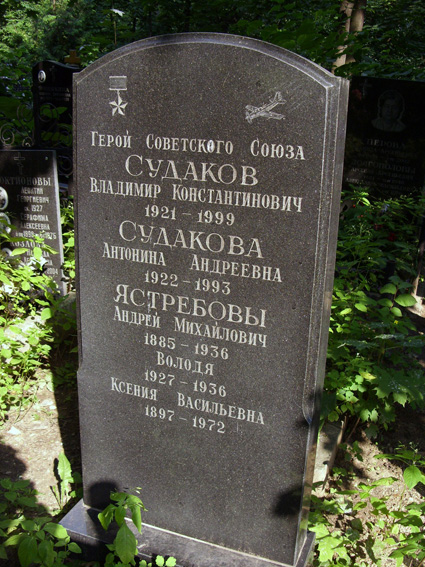 Герой Советского Союза
Судаков
Владимир Константинович
1921 - 1999
Судакова
Антонина Андреевна
1922 - 1993
Ястребовы
Андрей Михайлович
1885 - 1936
Володя
1927 - 1936
Ксения Васильевна
1897 - 1972